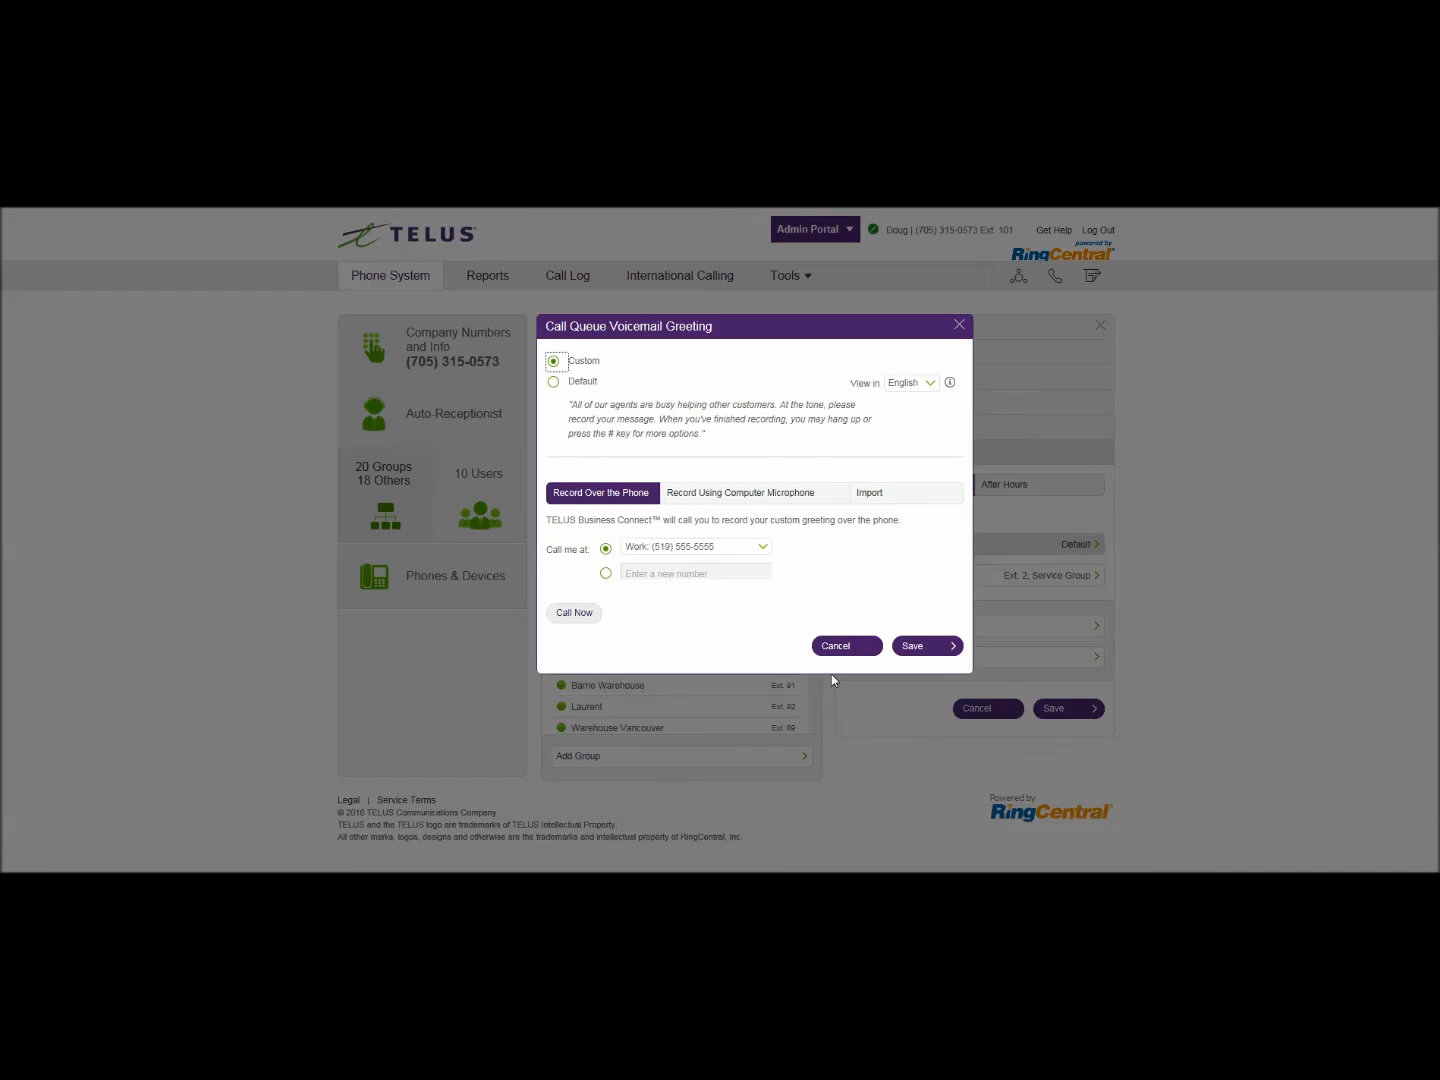 TELUS
Admin Portal
Doug | (705) 315-0573 Ext. 101
Get Help
Log Out
powered by
RingCentral
Phone System
Reports
Call Log
International Calling
Tools
Company Numbers
and Info
(705) 315-0573
Auto-Receptionist
20 Groups
18 Others
10 Users
Phones & Devices
Call Queue Voicemail Greeting
Custom
Default
View in
English
"All of our agents are busy helping other customers. At the tone, please
record your message. When you've finished recording, you may hang up or
press the # key for more options."
Record Over the Phone
Record Using Computer Microphone
Import
TELUS Business Connect™ will call you to record your custom greeting over the phone.
Call me at:
Work: (519) 555-5555
Enter a new number
Call Now
Cancel
Save
After Hours
Default
Ext. 2, Service Group
Barrie Warehouse
Ext. 91
Laurent
Ext. 92
Warehouse Vancouver
Ext. 89
Add Group
Cancel
Save
Legal | Service Terms
© 2016 TELUS Communications Company
TELUS and the TELUS logo are trademarks of TELUS Intellectual Property.
All other marks, logos, designs and otherwise are the trademarks and intellectual property of RingCentral, Inc.
Powered by
RingCentral